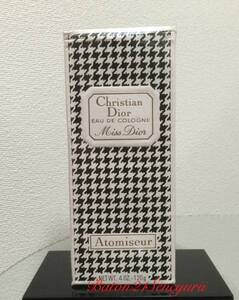 Christian
Dior
EAU DE COLOGNE
Miss Dior
Atomiseur
NET WT. 4 OZ. - 120g